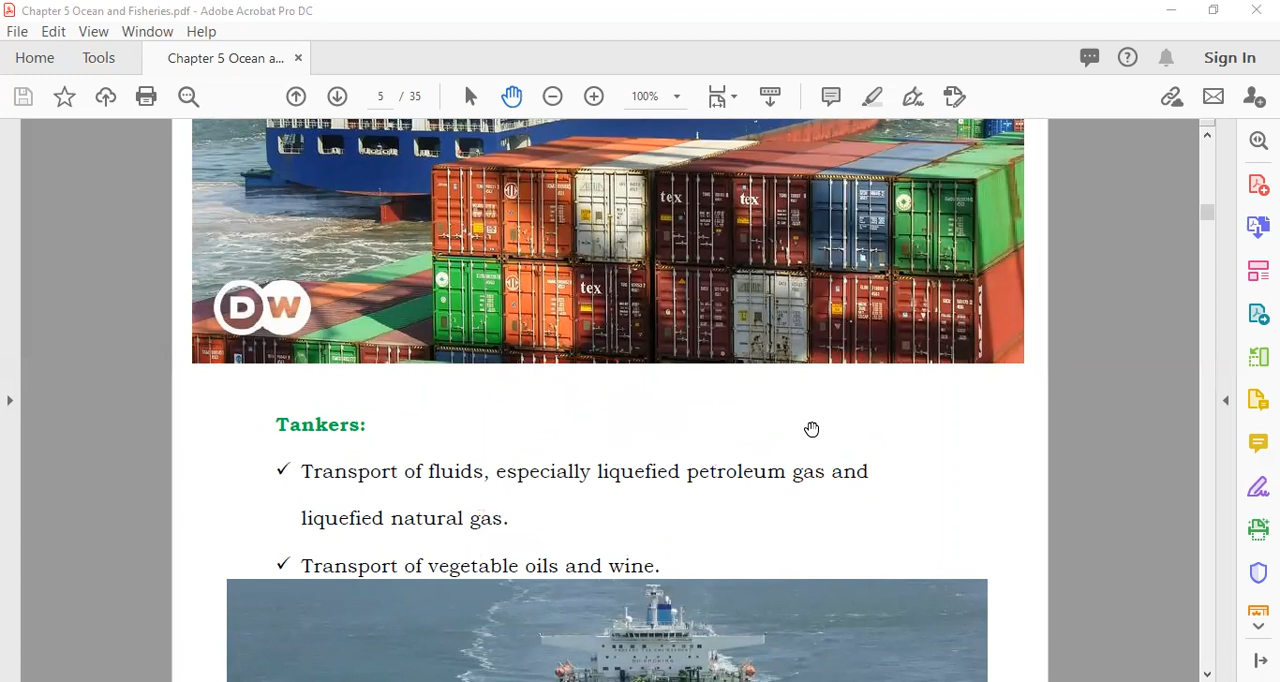 Chapter 5 Ocean and Fisheries.pdf - Adobe Acrobat Pro DC
File Edit View Window Help
Home Tools Chapter 5 Ocean a... Sign In
5 / 35 100%
tex tex
tex
DW
Tankers:
✓ Transport of fluids, especially liquefied petroleum gas and
liquefied natural gas.
✓ Transport of vegetable oils and wine.